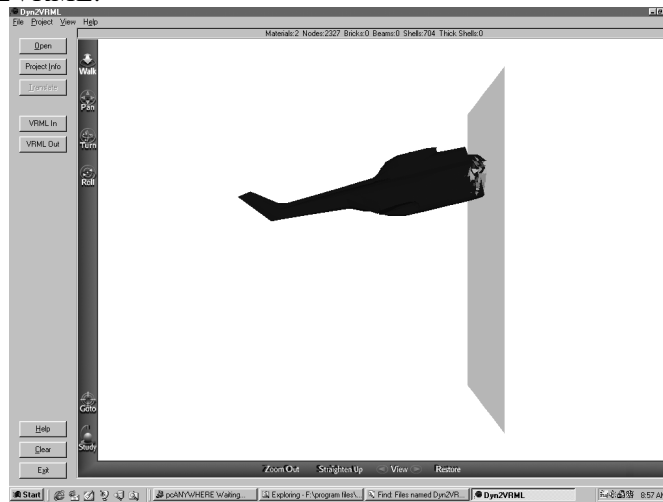 Dyn2VRML
File Project View Help
Materials:2 Nodes:2327 Bricks:0 Beams:0 Shells:704 Thick Shells:0
Open
Project Info
Translate
VRML In
VRML Out
Walk
Pan
Turn
Roll
Goto
Study
Help
Clear
Exit
Zoom Out Straighten Up View Restore
Start pcANYWHERE Waiting... Exploring - F:\program files\... Find: Files named Dyn2VR... Dyn2VRML 8:57 AM